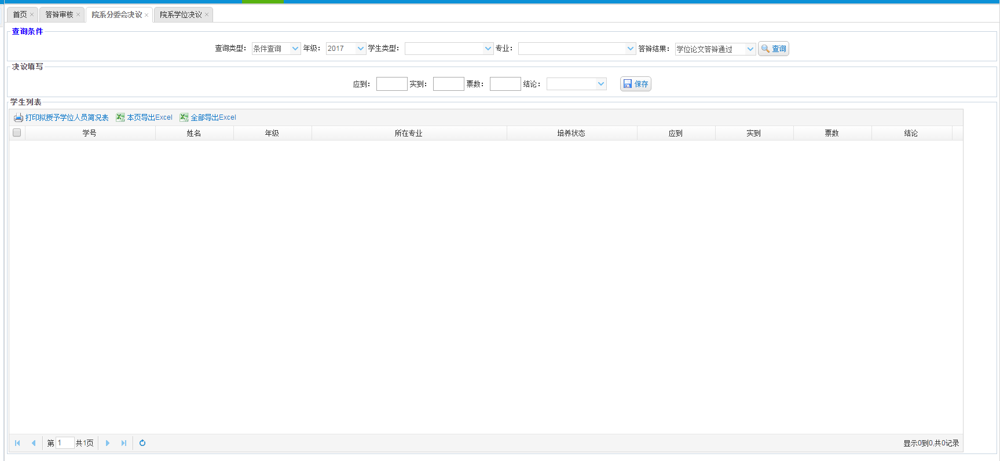 首页 答辩审核 院系分委会决议 院系学位决议
查询条件
查询类型： 条件查询 年级： 2017 学生类型： 专业： 答辩结果： 学位论文答辩通过 查询
决议填写
应到： 实到： 票数： 结论： 保存
学生列表
打印拟授予学位人员简况表 本页导出Excel 全部导出Excel
学号 姓名 年级 所在专业 培养状态 应到 实到 票数 结论
第 1 共1页 显示0到0,共0记录